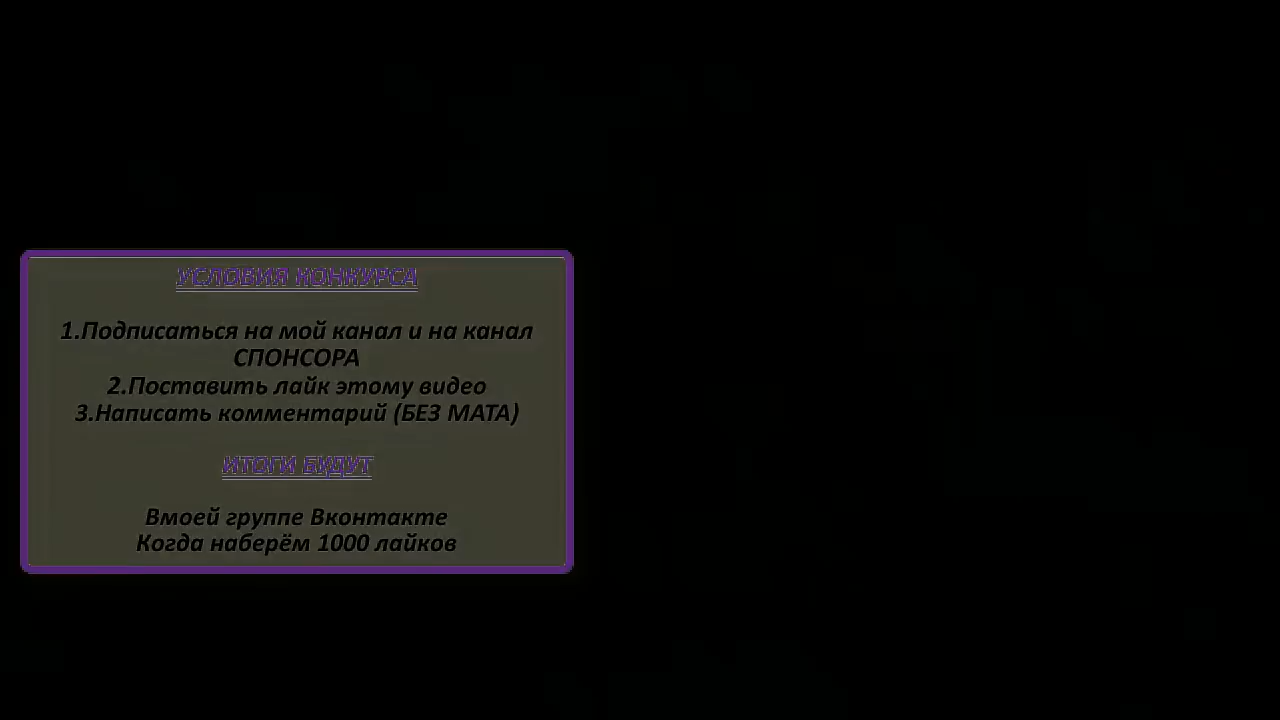 УСЛОВИЯ КОНКУРСА
1.Подписаться на мой канал и на канал
СПОНСОРА
2.Поставить лайк этому видео
3.Написать комментарий (БЕЗ МАТА)
ИТОГИ БУДУТ
Вмоей группе Вконтакте
Когда наберём 1000 лайков